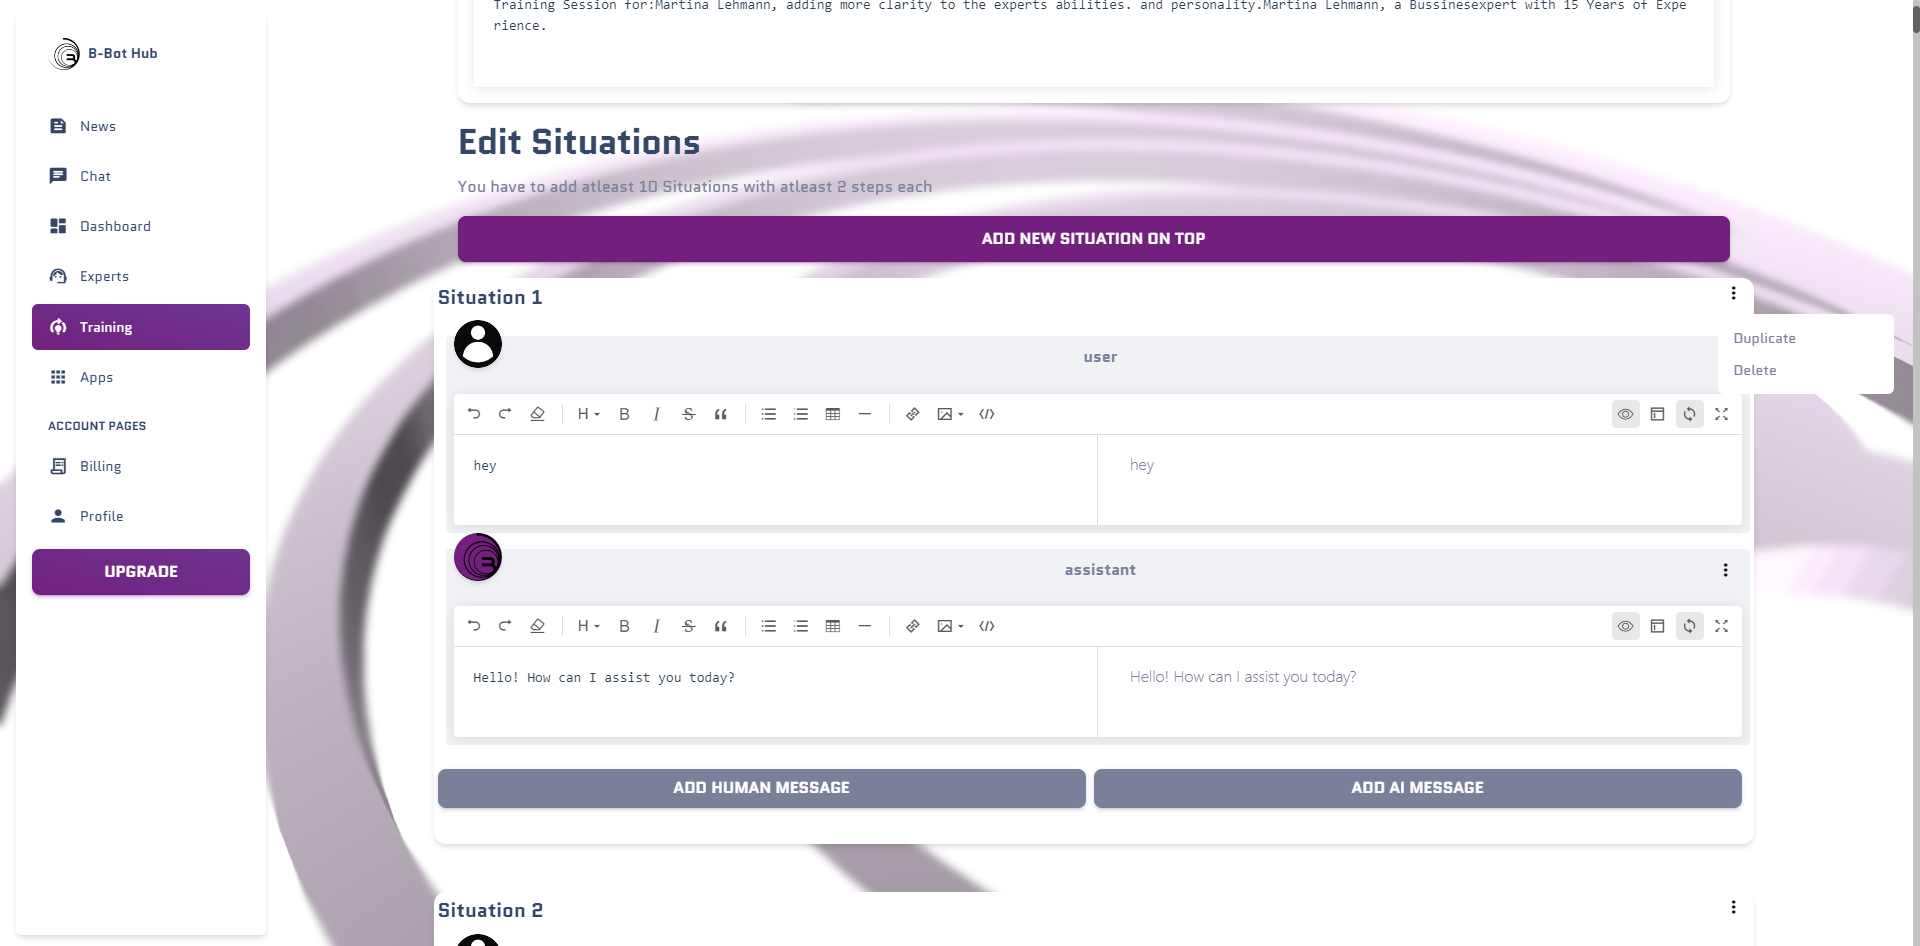 B-Bot Hub
News
Chat
Dashboard
Experts
Training
Apps
ACCOUNT PAGES
Billing
Profile
UPGRADE
Training Session for:Martina Lehmann, adding more clarity to the experts abilities. and personality.Martina Lehmann, a Bussinesexpert with 15 Years of Expe
rience.
Edit Situations
You have to add atleast 10 Situations with atleast 2 steps each
ADD NEW SITUATION ON TOP
Situation 1
Duplicate
Delete
user
H B I S
hey
hey
assistant
H B I S
Hello! How can I assist you today?
Hello! How can I assist you today?
ADD HUMAN MESSAGE
ADD AI MESSAGE
Situation 2